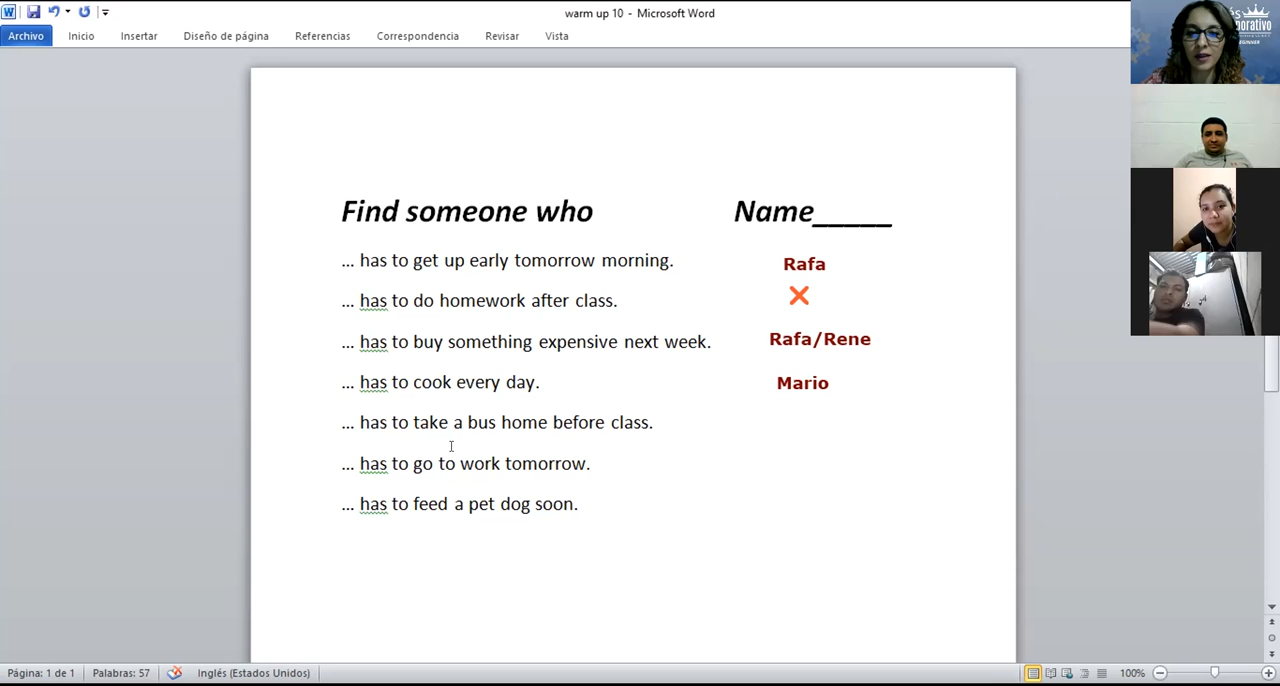 warm up 10 - Microsoft Word
Archivo Inicio Insertar Diseño de página Referencias Correspondencia Revisar Vista
Find someone who Name_____
... has to get up early tomorrow morning. Rafa
... has to do homework after class. ❌
... has to buy something expensive next week. Rafa/Rene
... has to cook every day. Mario
... has to take a bus home before class.
... has to go to work tomorrow.
... has to feed a pet dog soon.
Página: 1 de 1 Palabras: 57 Inglés (Estados Unidos) 100%